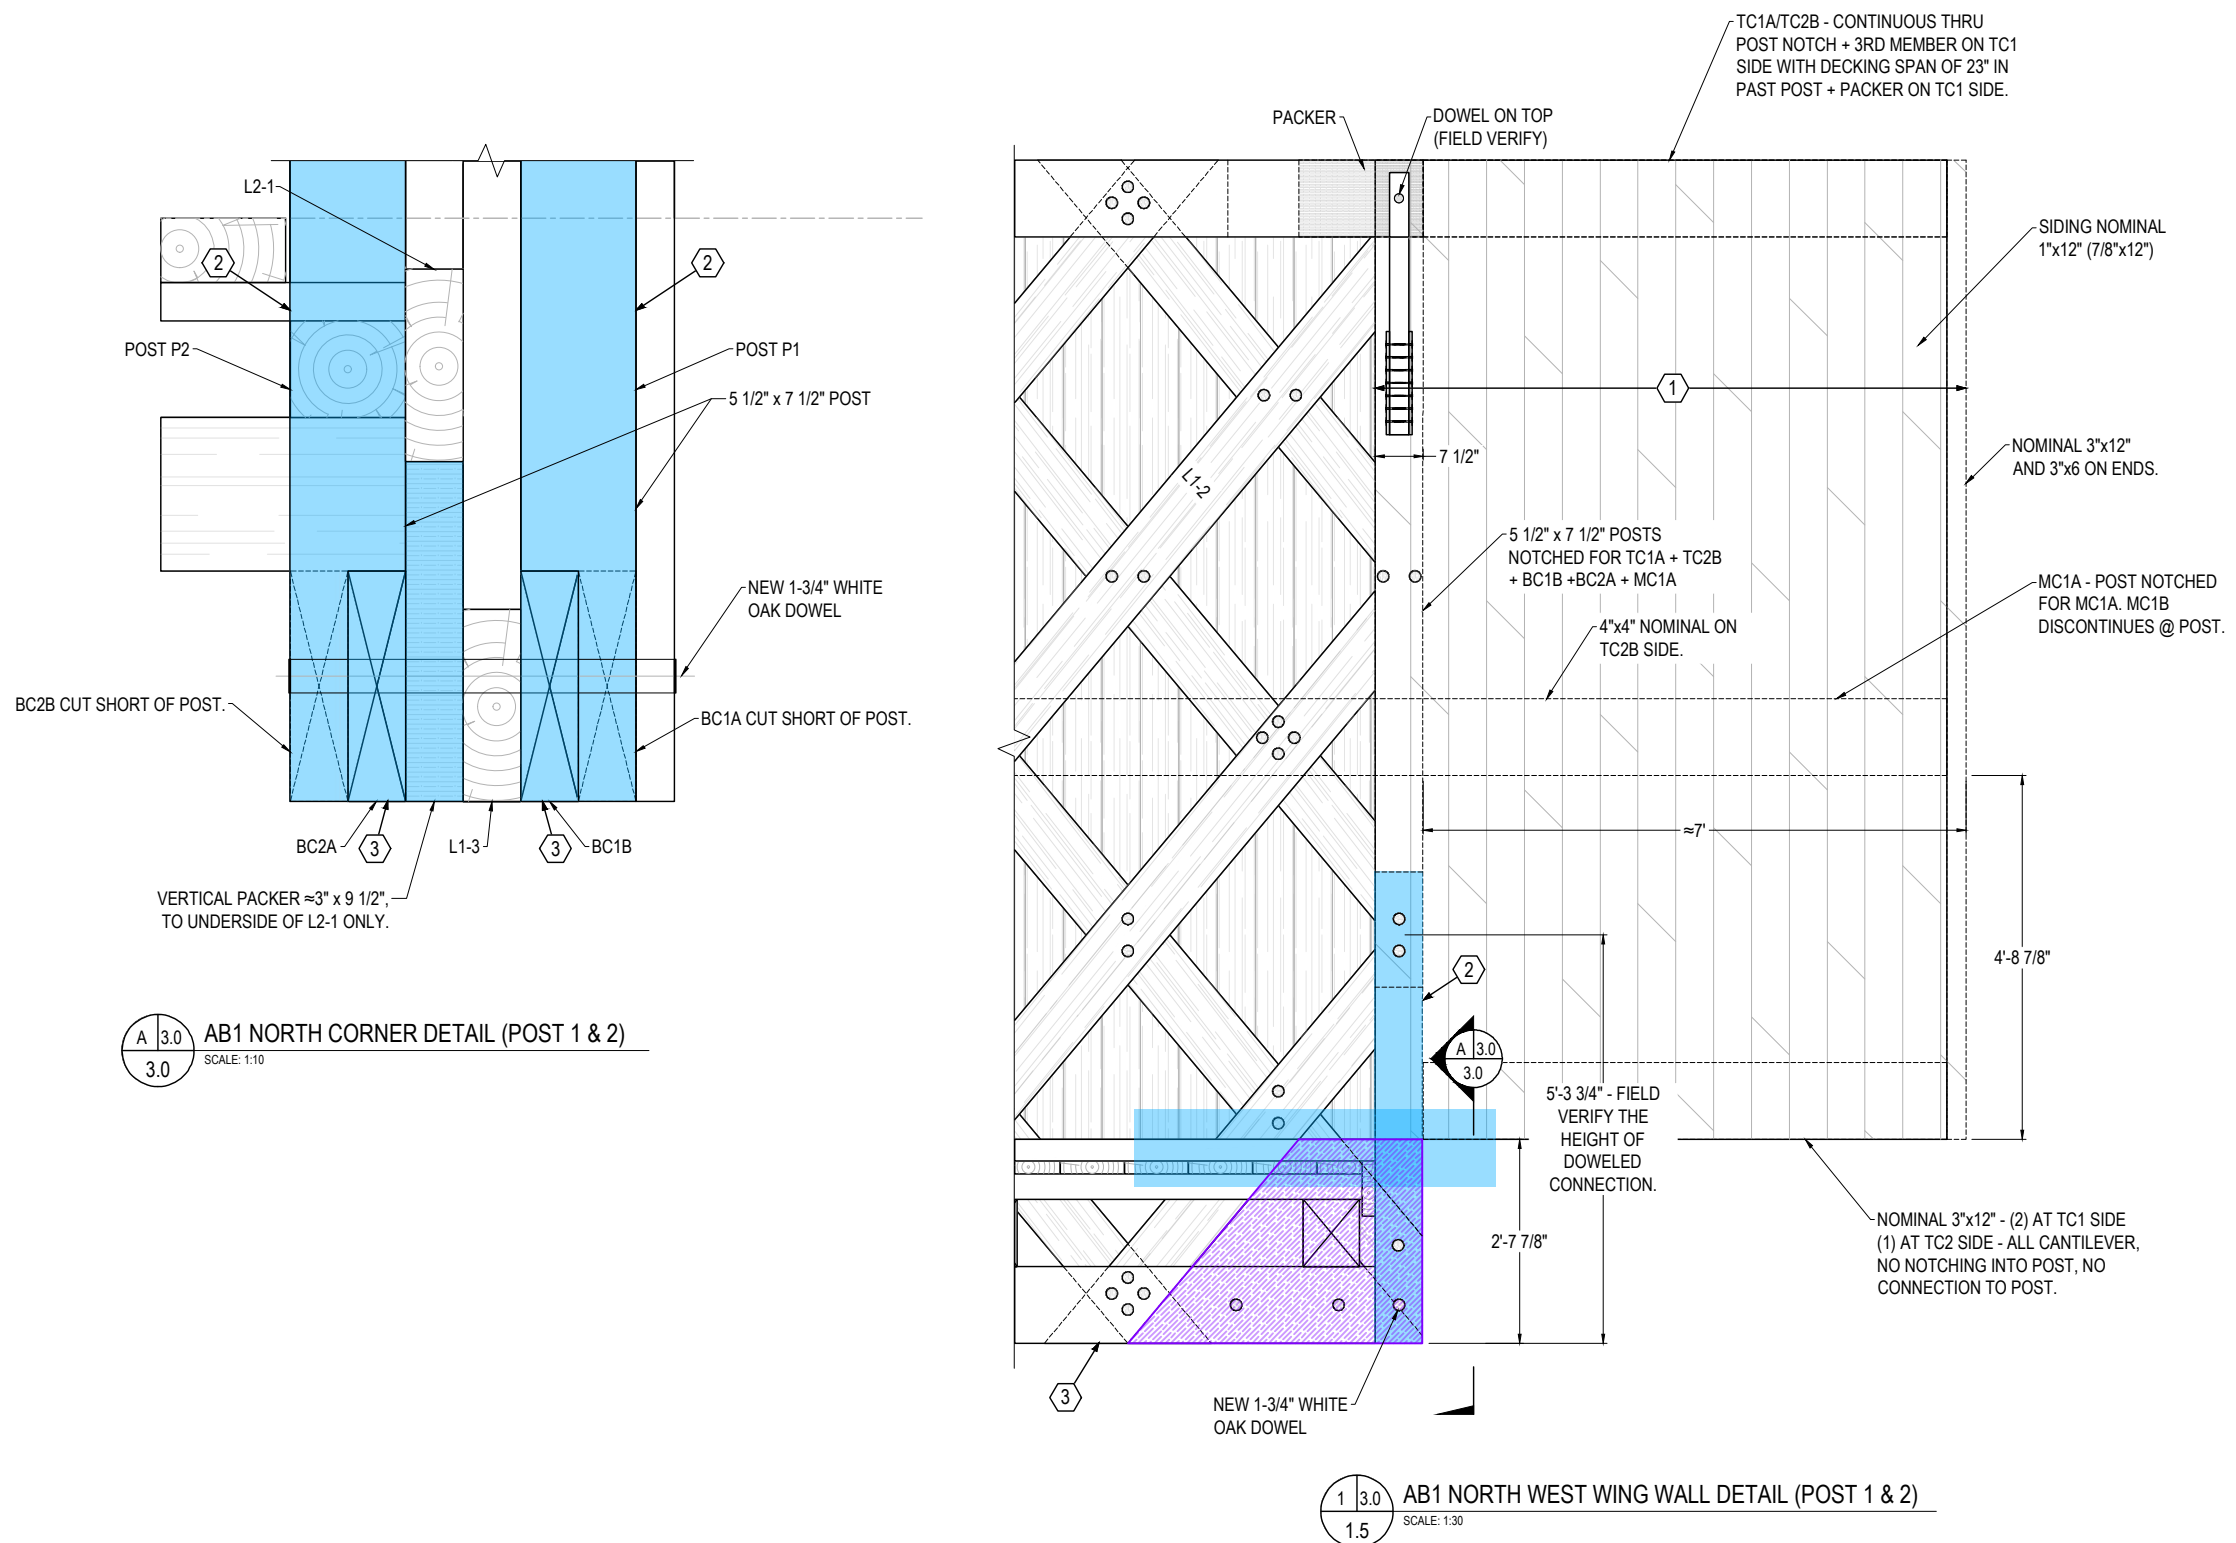 L2-1
2
2
POST P2
POST P1
5 1/2" x 7 1/2" POST
NEW 1-3/4" WHITE
OAK DOWEL
BC2B CUT SHORT OF POST.
BC1A CUT SHORT OF POST.
BC2A
3
L1-3
3
BC1B
VERTICAL PACKER ≈3" x 9 1/2",
TO UNDERSIDE OF L2-1 ONLY.
A 3.0
3.0
AB1 NORTH CORNER DETAIL (POST 1 & 2)
SCALE: 1:10
TC1A/TC2B - CONTINUOUS THRU
POST NOTCH + 3RD MEMBER ON TC1
SIDE WITH DECKING SPAN OF 23" IN
PAST POST + PACKER ON TC1 SIDE.
PACKER
DOWEL ON TOP
(FIELD VERIFY)
SIDING NOMINAL
1"x12" (7/8"x12")
1
L1-2
7 1/2"
NOMINAL 3"x12"
AND 3"x6 ON ENDS.
5 1/2" x 7 1/2" POSTS
NOTCHED FOR TC1A + TC2B
+ BC1B +BC2A + MC1A
4"x4" NOMINAL ON
TC2B SIDE.
MC1A - POST NOTCHED
FOR MC1A. MC1B
DISCONTINUES @ POST.
≈7'
4'-8 7/8"
2
A 3.0
3.0
5'-3 3/4" - FIELD
VERIFY THE
HEIGHT OF
DOWELED
CONNECTION.
2'-7 7/8"
NOMINAL 3"x12" - (2) AT TC1 SIDE
(1) AT TC2 SIDE - ALL CANTILEVER,
NO NOTCHING INTO POST, NO
CONNECTION TO POST.
3
NEW 1-3/4" WHITE
OAK DOWEL
1 3.0
1.5
AB1 NORTH WEST WING WALL DETAIL (POST 1 & 2)
SCALE: 1:30